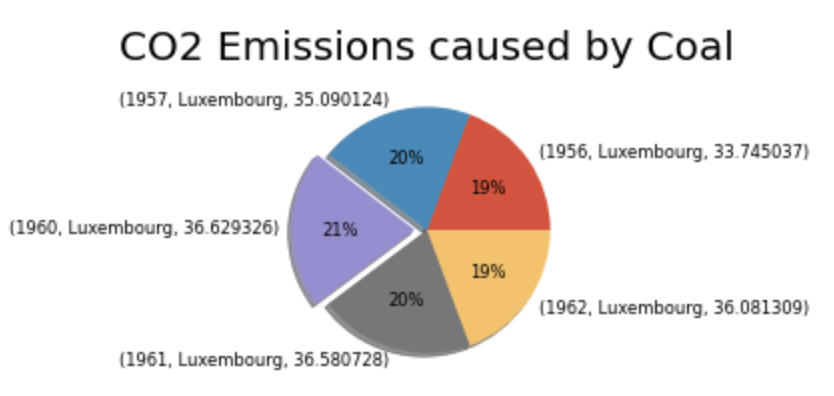 CO2 Emissions caused by Coal
(1957, Luxembourg, 35.090124)
(1956, Luxembourg, 33.745037)
20%
19%
(1960, Luxembourg, 36.629326)
21%
19%
20%
(1962, Luxembourg, 36.081309)
(1961, Luxembourg, 36.580728)